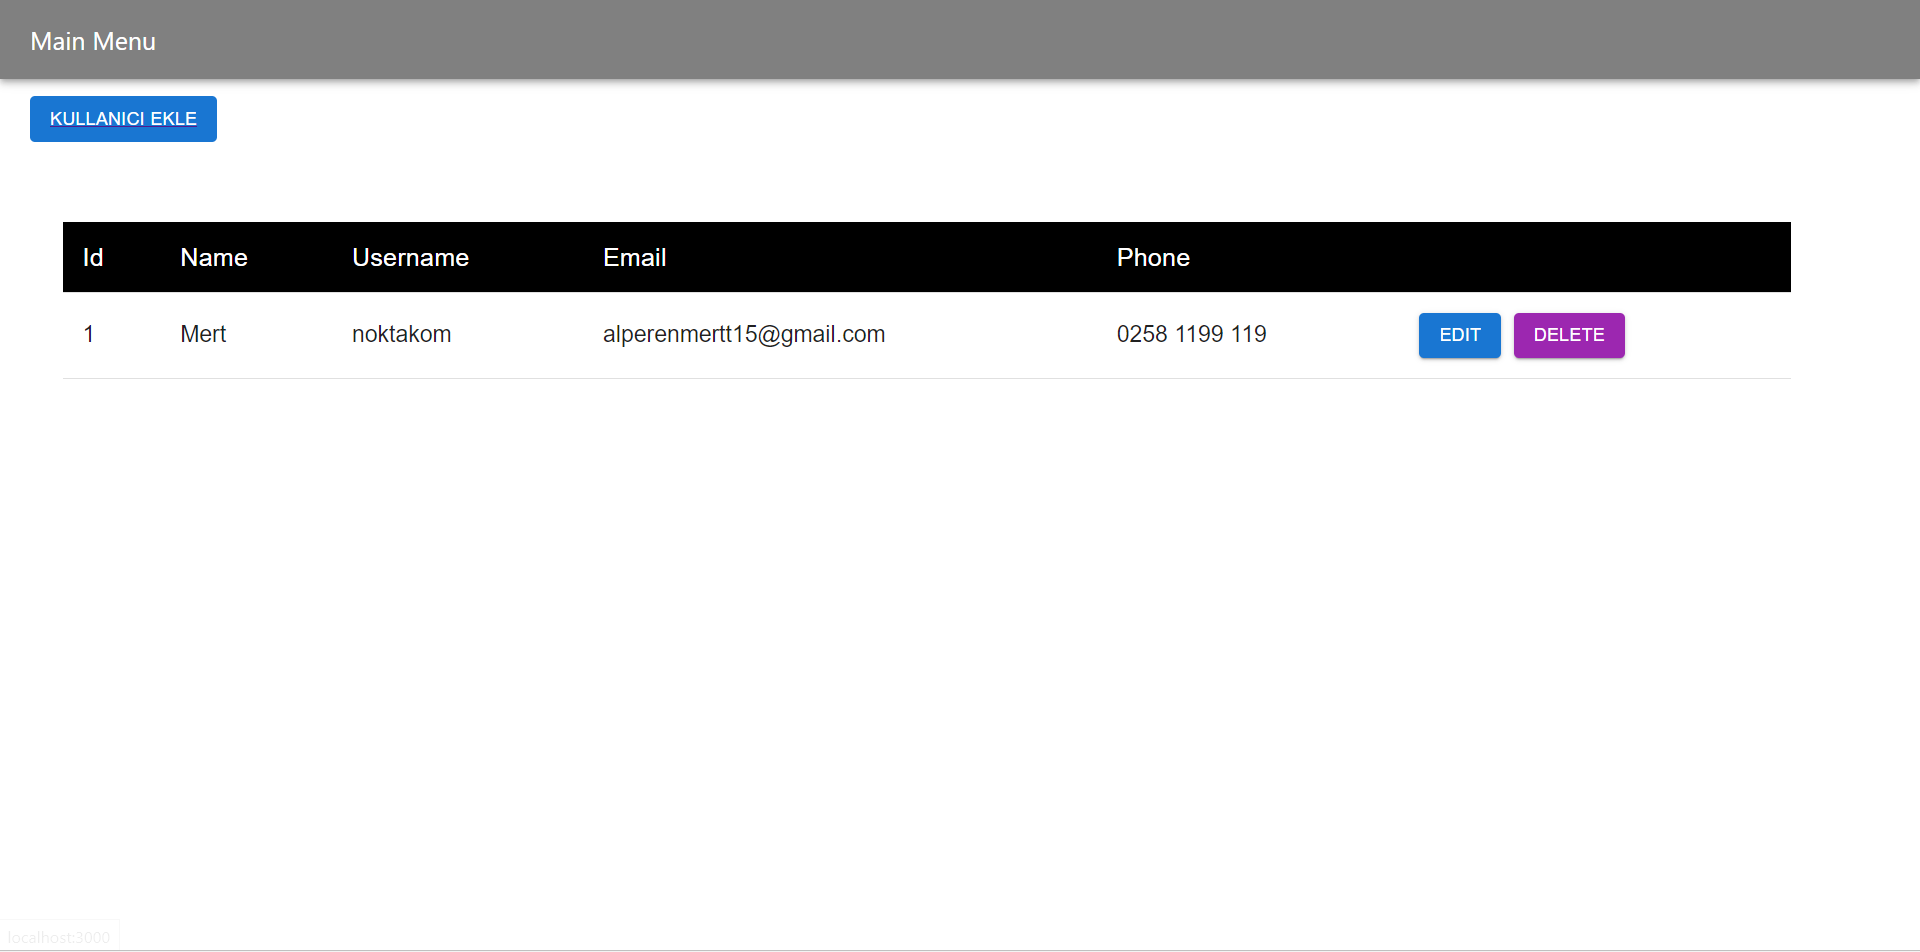 Main Menu
KULLANICI EKLE
Id Name Username Email Phone
1 Mert noktakom alperenmertt15@gmail.com 0258 1199 119 EDIT DELETE
localhost:3000